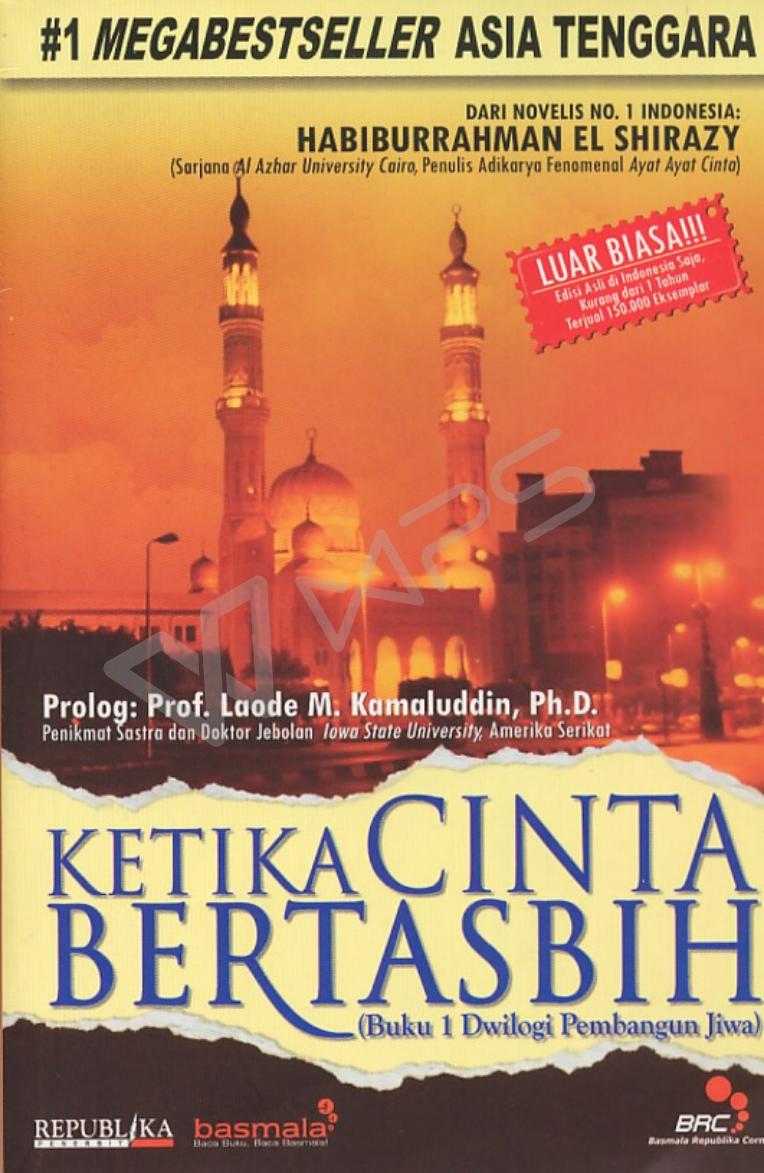 #1 MEGABESTSELLER ASIA TENGGARA
DARI NOVELIS NO. 1 INDONESIA:
HABIBURRAHMAN EL SHIRAZY
(Sarjana Al Azhar University Cairo, Penulis Adikarya Fenomenal Ayat Ayat Cinta)
LUAR BIASA!!!
Edisi Asli di Indonesia Saja,
Kurang dari 1 Tahun
Terjual 150.000 Eksemplar
MPS
Prolog: Prof. Laode M. Kamaluddin, Ph.D.
Penikmat Sastra dan Doktor Jebolan Iowa State University, Amerika Serikat
KETIKA CINTA
BERTASBIH
(Buku 1 Dwilogi Pembangun Jiwa)
REPUBLIKA
PENERBIT
basmala
Baca Buku, Baca Basmala!
BRC
Basmala Republika Corn